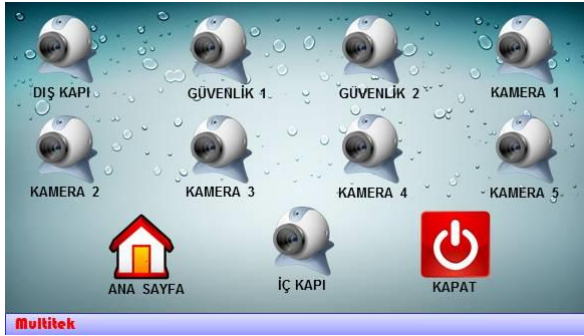 DIŞ KAPI
GÜVENLİK 1
GÜVENLİK 2
KAMERA 1
KAMERA 2
KAMERA 3
KAMERA 4
KAMERA 5
ANA SAYFA
İÇ KAPI
KAPAT
Multitek